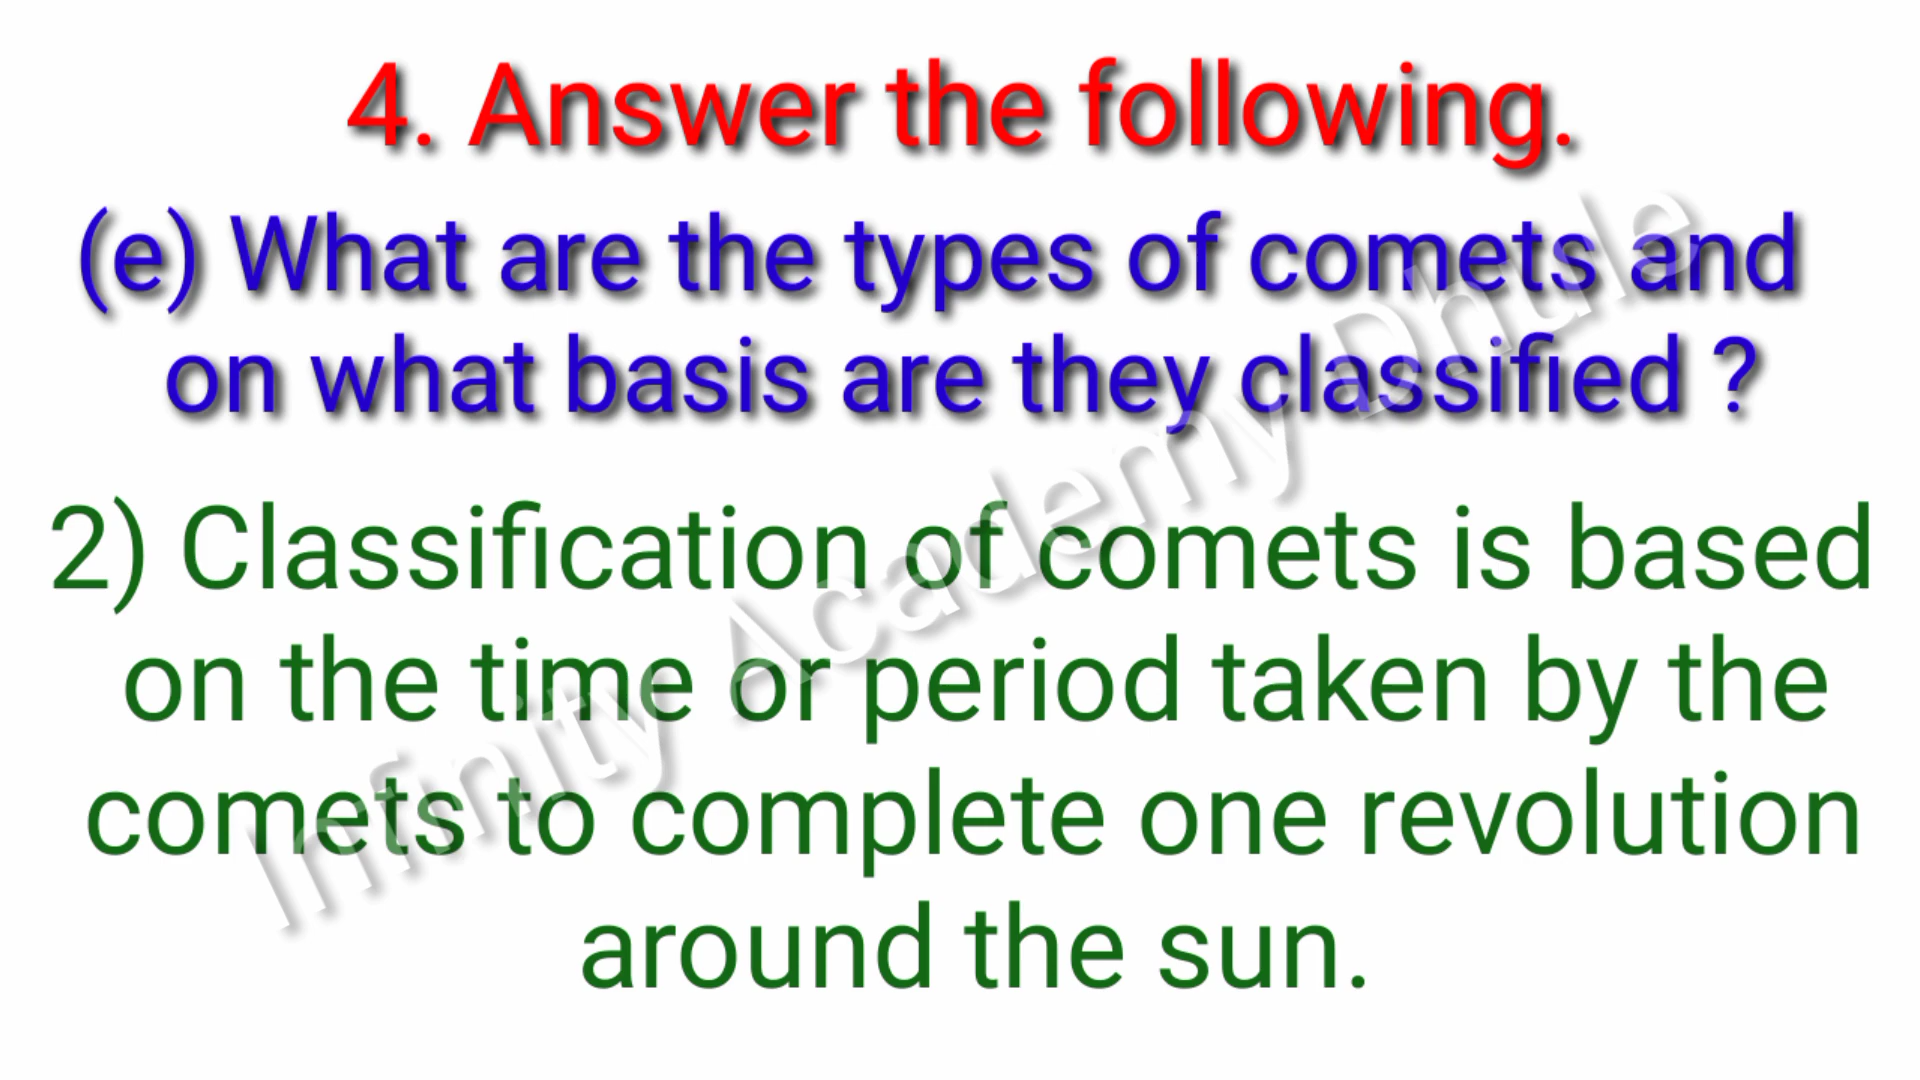 4. Answer the following.
(e) What are the types of comets and
on what basis are they classified ?
2) Classification of comets is based
on the time or period taken by the
comets to complete one revolution
around the sun.
Infinity Academy Dhule